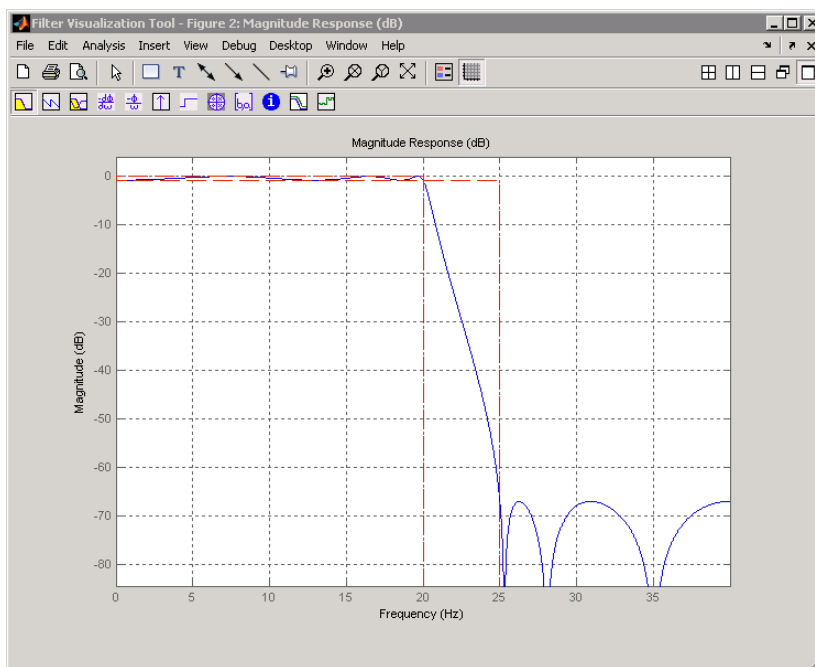 Filter Visualization Tool - Figure 2: Magnitude Response (dB)
File Edit Analysis Insert View Debug Desktop Window Help
Magnitude Response (dB)
0
-10
-20
-30
-40
-50
-60
-70
-80
Magnitude (dB)
0 5 10 15 20 25 30 35
Frequency (Hz)